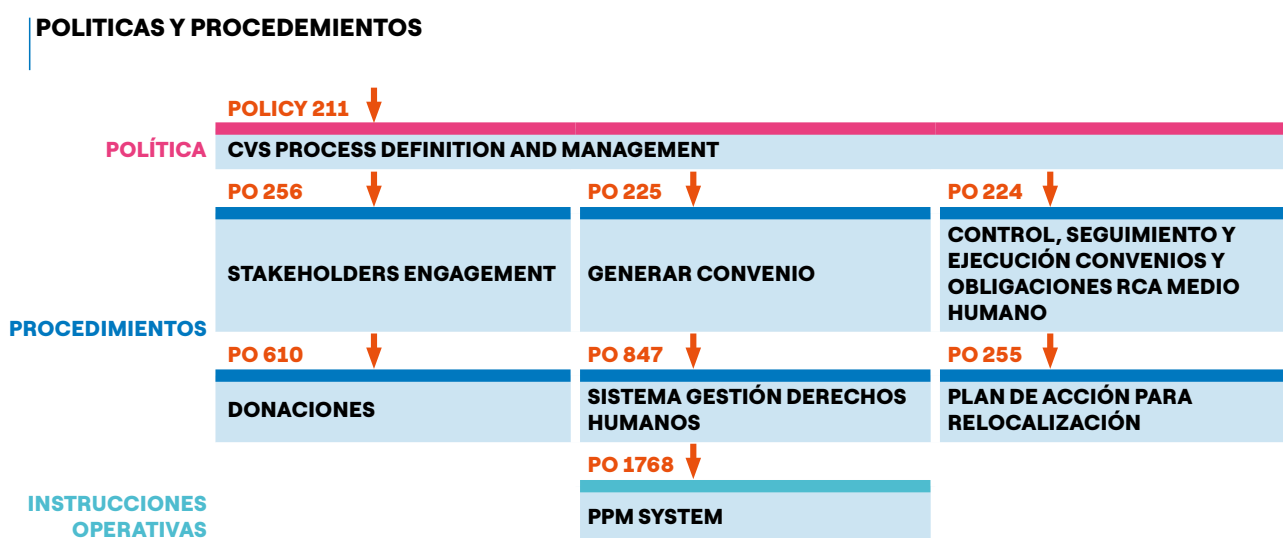 POLITICAS Y PROCEDEMIENTOS
POLICY 211
POLÍTICA
CVS PROCESS DEFINITION AND MANAGEMENT
PO 256
PO 225
PO 224
STAKEHOLDERS ENGAGEMENT
GENERAR CONVENIO
CONTROL, SEGUIMIENTO Y
EJECUCIÓN CONVENIOS Y
OBLIGACIONES RCA MEDIO
HUMANO
PROCEDIMIENTOS
PO 610
PO 847
PO 255
DONACIONES
SISTEMA GESTIÓN DERECHOS
HUMANOS
PLAN DE ACCIÓN PARA
RELOCALIZACIÓN
PO 1768
INSTRUCCIONES
OPERATIVAS
PPM SYSTEM